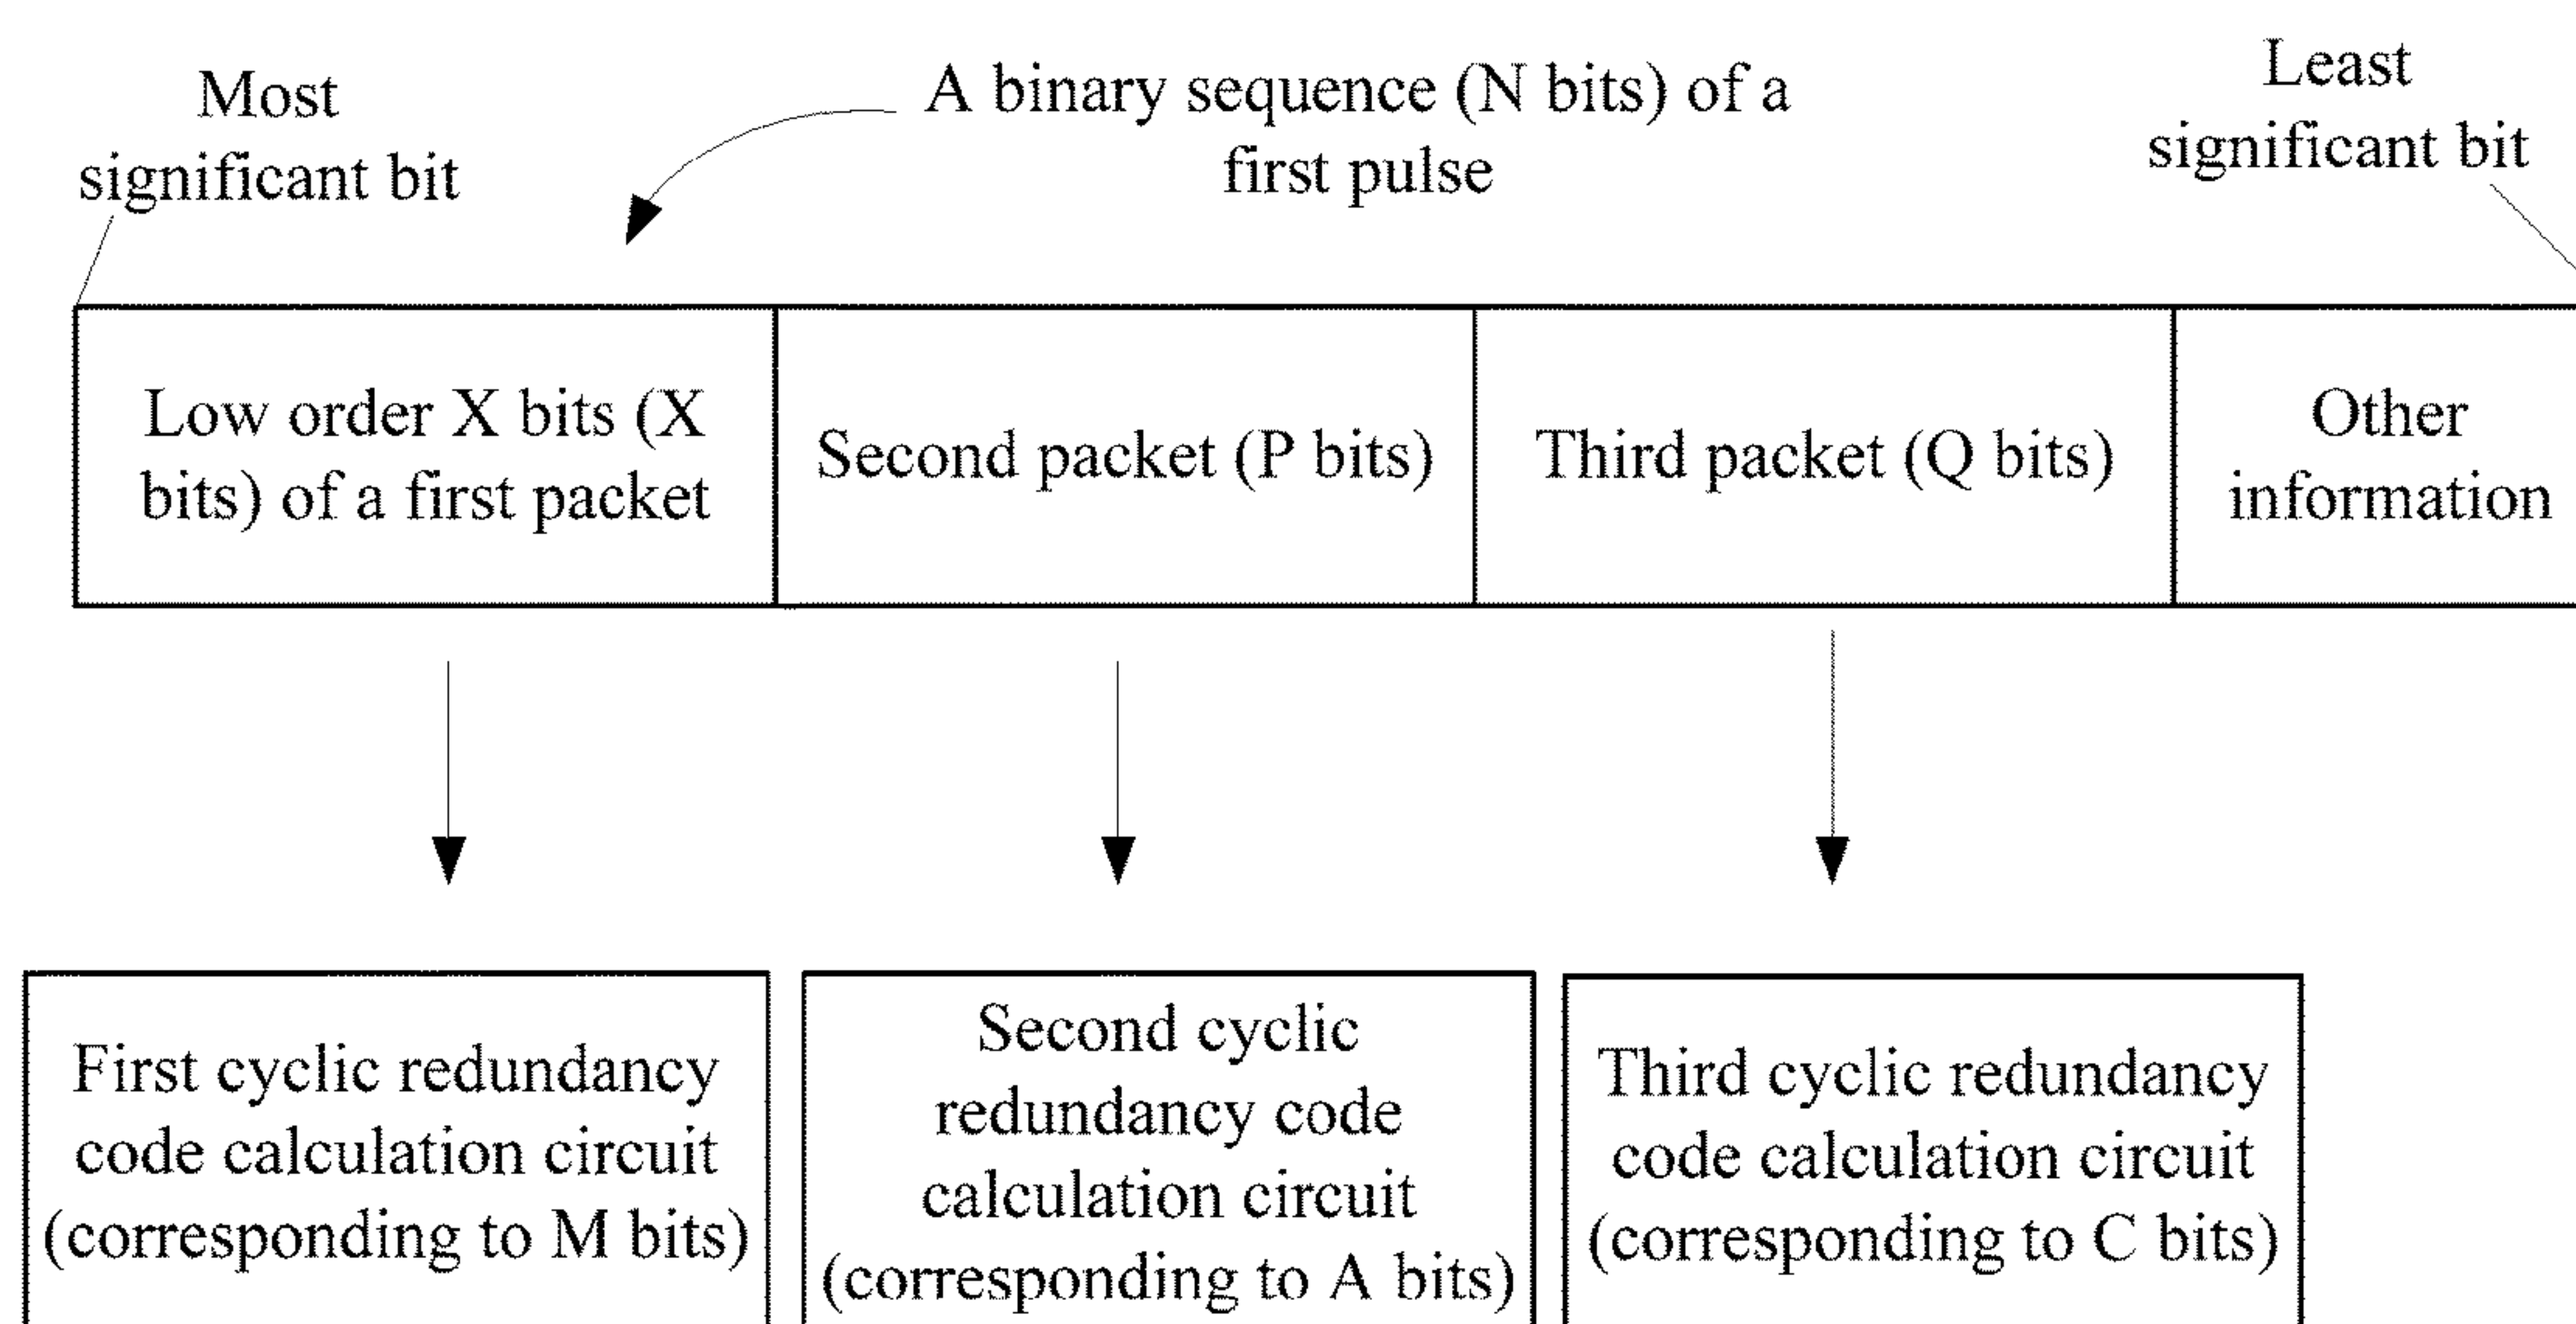 Most
significant bit
A binary sequence (N bits) of a
first pulse
Least
significant bit
Low order X bits (X
bits) of a first packet
Second packet (P bits)
Third packet (Q bits)
Other
information
First cyclic redundancy
code calculation circuit
(corresponding to M bits)
Second cyclic
redundancy code
calculation circuit
(corresponding to A bits)
Third cyclic redundancy
code calculation circuit
(corresponding to C bits)